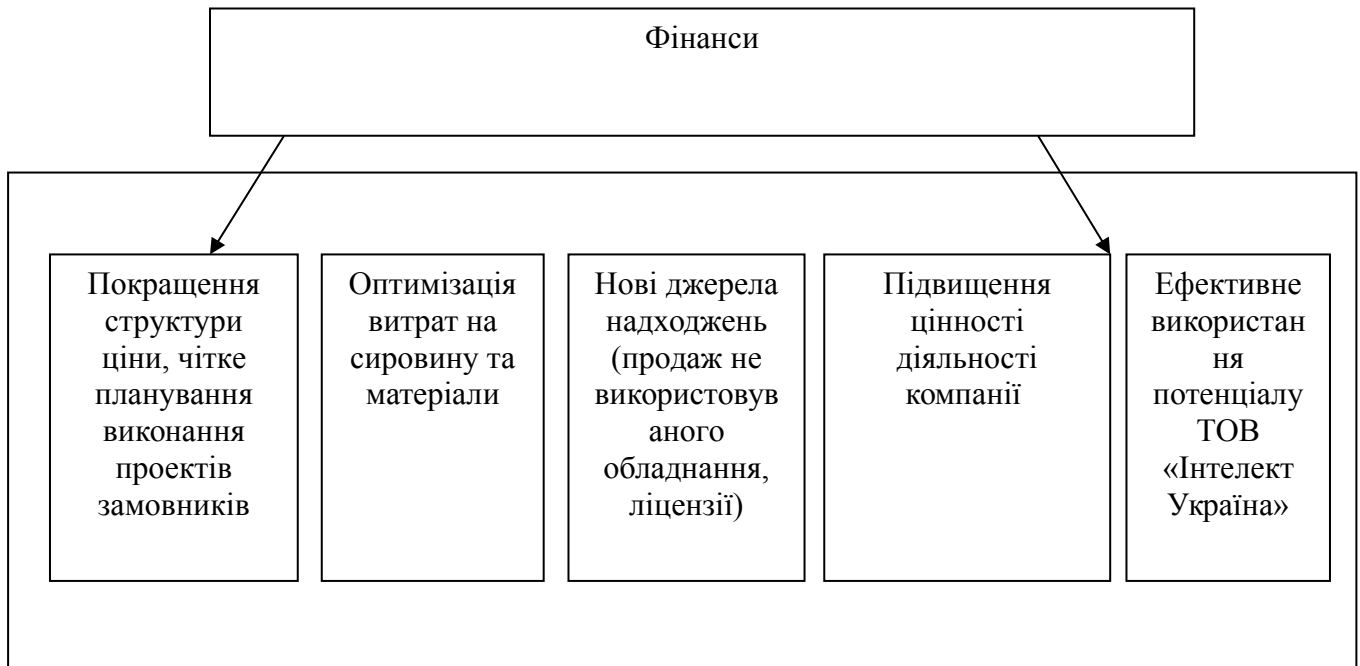 Фінанси
Покращення
структури
ціни, чітке
планування
виконання
проектів
замовників
Оптимізація
витрат на
сировину та
матеріали
Нові джерела
надходжень
(продаж не
використовув
аного
обладнання,
ліцензії)
Підвищення
цінності
діяльності
компанії
Ефективне
використан
ня
потенціалу
ТОВ
«Інтелект
Україна»